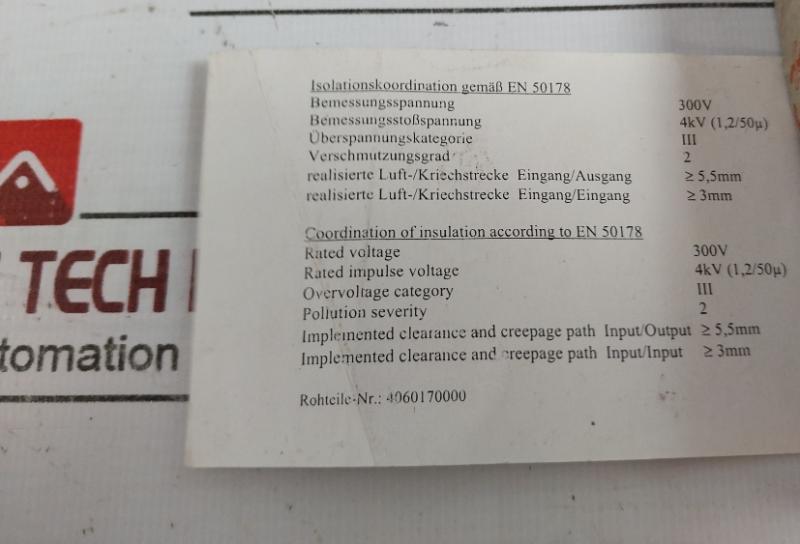 Isolationskoordination gemäß EN 50178
Bemessungsspannung 300V
Bemessungsstoßspannung 4kV (1,2/50µ)
Überspannungskategorie III
Verschmutzungsgrad 2
realisierte Luft-/Kriechstrecke Eingang/Ausgang ≥ 5,5mm
realisierte Luft-/Kriechstrecke Eingang/Eingang ≥ 3mm
Coordination of insulation according to EN 50178
Rated voltage 300V
Rated impulse voltage 4kV (1,2/50µ)
Overvoltage category III
Pollution severity 2
Implemented clearance and creepage path Input/Output ≥ 5,5mm
Implemented clearance and creepage path Input/Input ≥ 3mm
Rohteile-Nr.: 4060170000
TECH
tomation